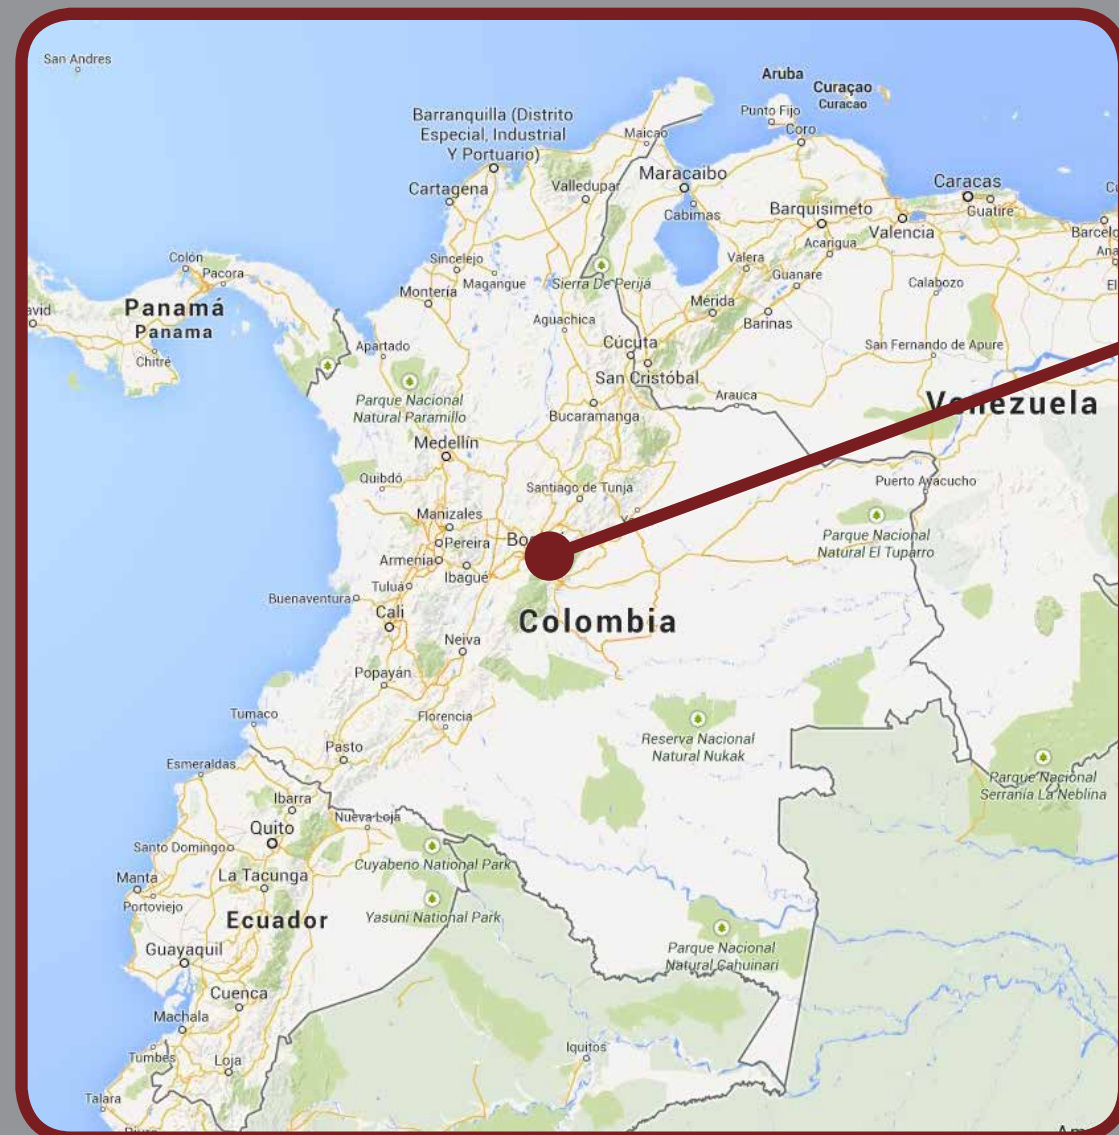 San Andres
Aruba
Curaçao
Curacao
Punto Fijo
Coro
Barranquilla (Distrito
Especial, Industrial
Y Portuario)
Maicao
Maracaibo
Caracas
Cartagena
Valledupar
Cabimas
Barquisimeto
Guatire
Valencia
Acarigua
Colón
Pacora
Sincelejo
Magangue
Sierra De Perijá
Valera
Guanare
Calabozo
Montería
Mérida
Barinas
Panamá
Panama
Aguachica
Chitré
Apartado
Cúcuta
San Fernando de Apure
San Cristóbal
Parque Nacional
Natural Paramillo
Bucaramanga
Arauca
Venezuela
Medellín
Quibdó
Santiago de Tunja
Puerto Ayacucho
Manizales
Pereira
Parque Nacional
Natural El Tuparro
Armenia
Ibagué
Tuluá
Buenaventura
Cali
Colombia
Neiva
Popayán
Tumaco
Florencia
Reserva Nacional
Natural Nukak
Pasto
Esmeraldas
Parque Nacional
Serranía La Neblina
Ibarra
Nueva Loja
Quito
Santo Domingo
Cuyabeno National Park
Manta
La Tacunga
Portoviejo
Ecuador
Yasuni National Park
Guayaquil
Parque Nacional
Natural Cahuinari
Cuenca
Machala
Iquitos
Tumbes
Loja
Talara